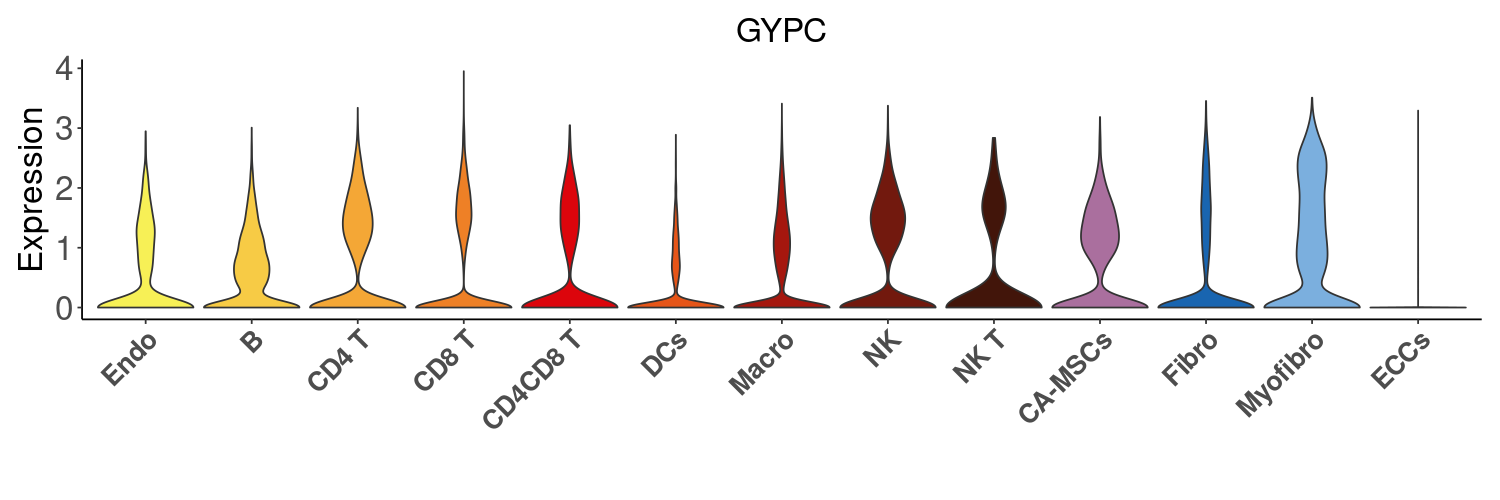 GYPC
Expression
4
3
2
1
0
Endo
B
CD4 T
CD8 T
CD4CD8 T
DCs
Macro
NK
NK T
CA-MSCs
Fibro
Myofibro
ECCs